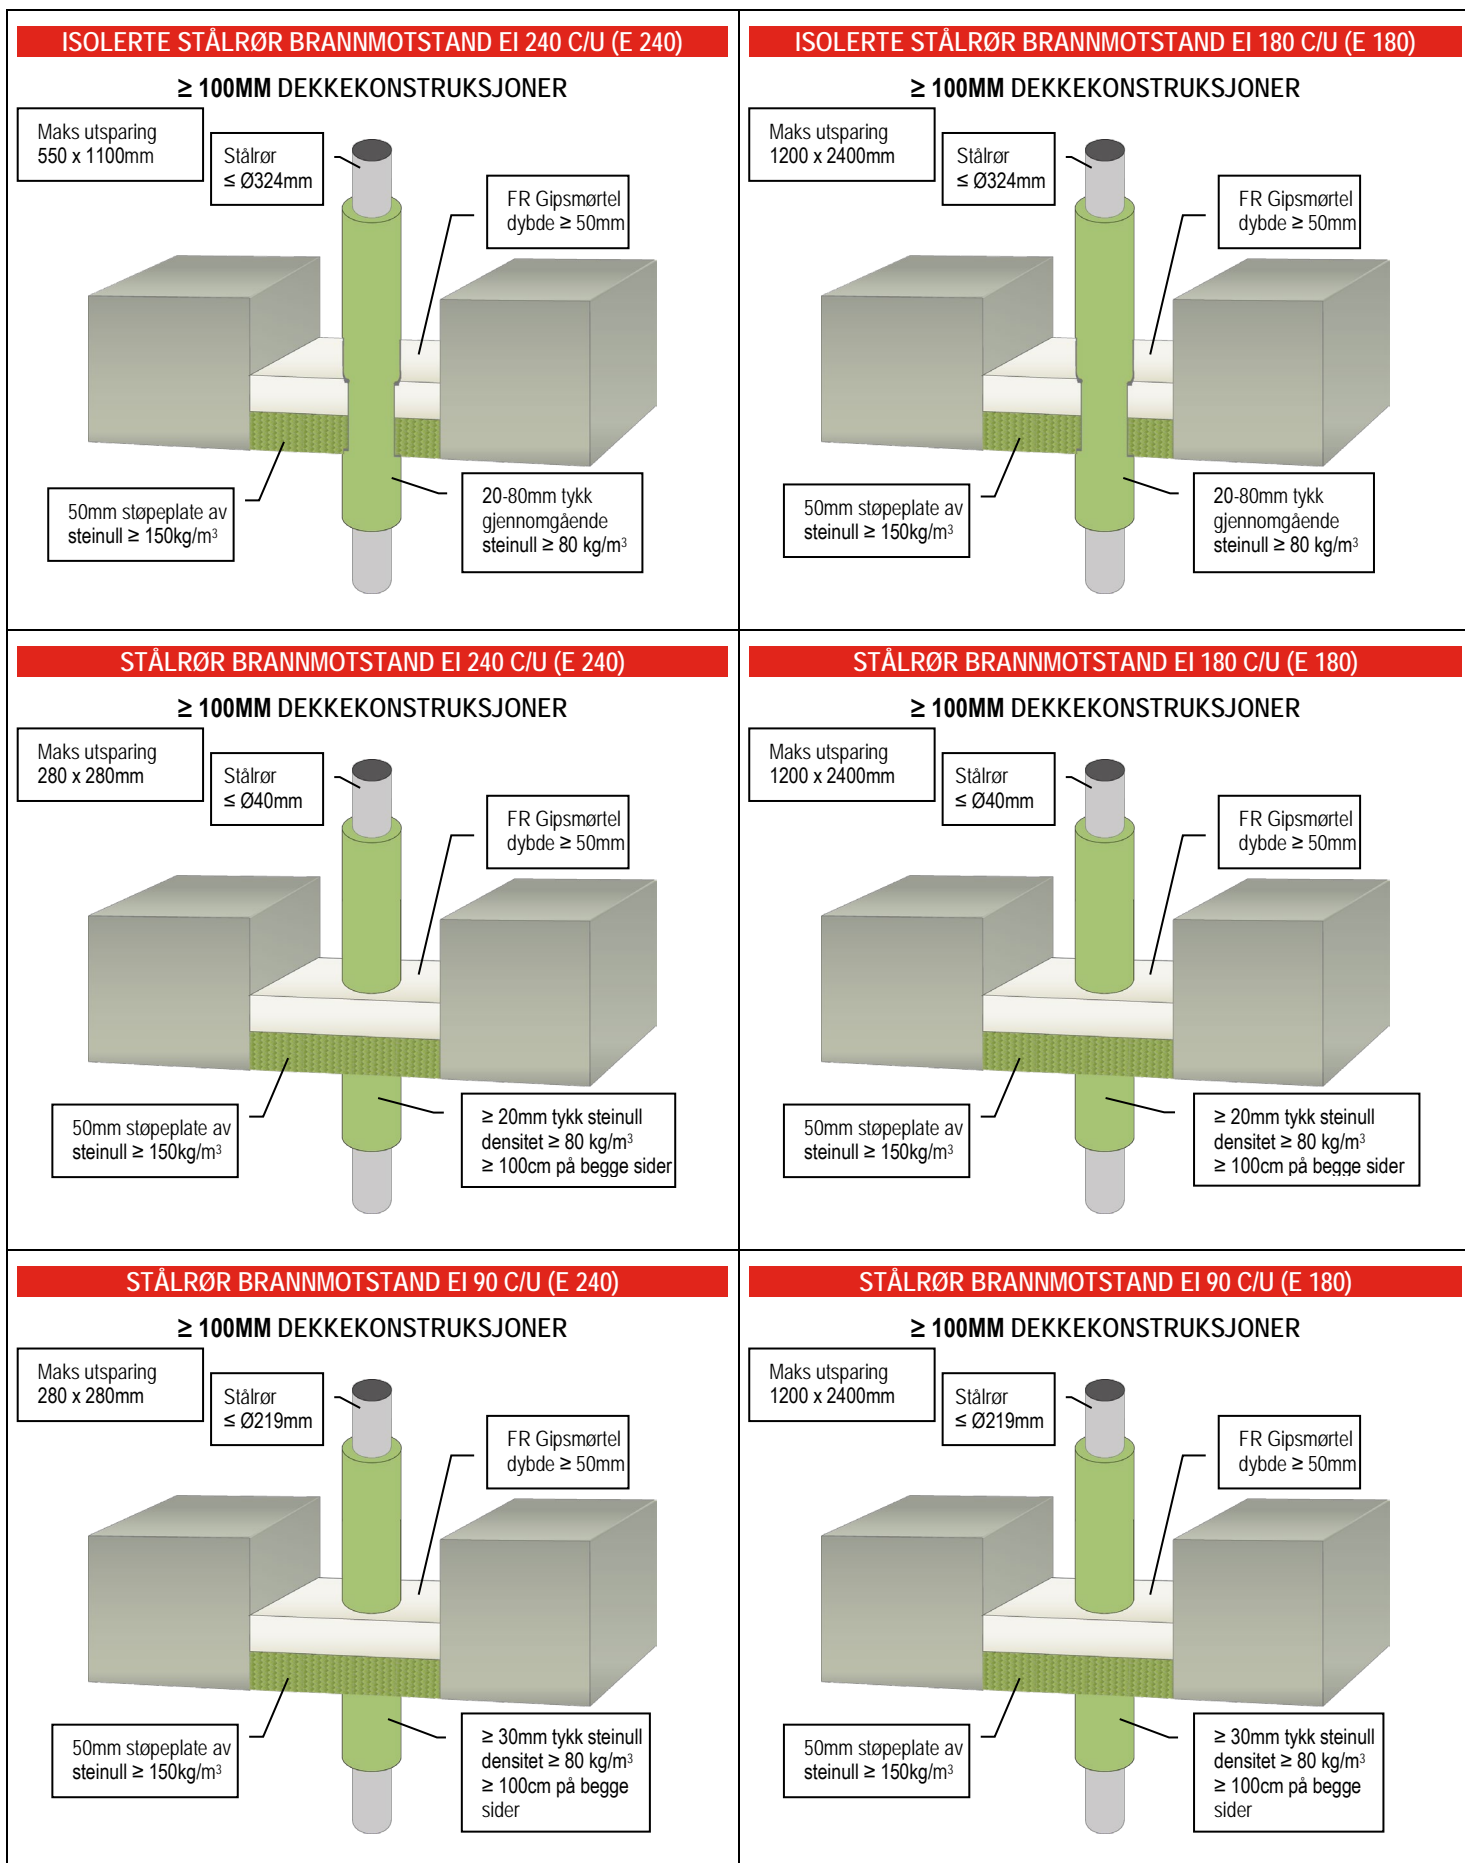 ISOLERTE STÅLRØR BRANNMOTSTAND EI 240 C/U (E 240)
≥ 100MM DEKKEKONSTRUKSJONER
Maks utsparing
550 x 1100mm
Stålrør
≤ Ø324mm
FR Gipsmørtel
dybde ≥ 50mm
50mm støpeplate av
steinull ≥ 150kg/m³
20-80mm tykk
gjennomgående
steinull ≥ 80 kg/m³
ISOLERTE STÅLRØR BRANNMOTSTAND EI 180 C/U (E 180)
≥ 100MM DEKKEKONSTRUKSJONER
Maks utsparing
1200 x 2400mm
Stålrør
≤ Ø324mm
FR Gipsmørtel
dybde ≥ 50mm
50mm støpeplate av
steinull ≥ 150kg/m³
20-80mm tykk
gjennomgående
steinull ≥ 80 kg/m³
STÅLRØR BRANNMOTSTAND EI 240 C/U (E 240)
≥ 100MM DEKKEKONSTRUKSJONER
Maks utsparing
280 x 280mm
Stålrør
≤ Ø40mm
FR Gipsmørtel
dybde ≥ 50mm
50mm støpeplate av
steinull ≥ 150kg/m³
≥ 20mm tykk steinull
densitet ≥ 80 kg/m³
≥ 100cm på begge sider
STÅLRØR BRANNMOTSTAND EI 180 C/U (E 180)
≥ 100MM DEKKEKONSTRUKSJONER
Maks utsparing
1200 x 2400mm
Stålrør
≤ Ø40mm
FR Gipsmørtel
dybde ≥ 50mm
50mm støpeplate av
steinull ≥ 150kg/m³
≥ 20mm tykk steinull
densitet ≥ 80 kg/m³
≥ 100cm på begge sider
STÅLRØR BRANNMOTSTAND EI 90 C/U (E 240)
≥ 100MM DEKKEKONSTRUKSJONER
Maks utsparing
280 x 280mm
Stålrør
≤ Ø219mm
FR Gipsmørtel
dybde ≥ 50mm
50mm støpeplate av
steinull ≥ 150kg/m³
≥ 30mm tykk steinull
densitet ≥ 80 kg/m³
≥ 100cm på begge
sider
STÅLRØR BRANNMOTSTAND EI 90 C/U (E 180)
≥ 100MM DEKKEKONSTRUKSJONER
Maks utsparing
1200 x 2400mm
Stålrør
≤ Ø219mm
FR Gipsmørtel
dybde ≥ 50mm
50mm støpeplate av
steinull ≥ 150kg/m³
≥ 30mm tykk steinull
densitet ≥ 80 kg/m³
≥ 100cm på begge
sider